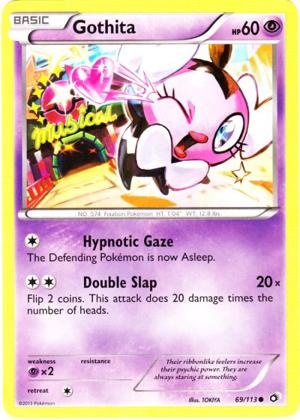 BASIC
Gothita HP60
Musical
NO. 574 Fixation Pokémon HT. 1'04" WT. 12.8 lbs.
Hypnotic Gaze
The Defending Pokémon is now Asleep.
Double Slap 20×
Flip 2 coins. This attack does 20 damage times the
number of heads.
weakness resistance
×2
retreat
Their ribbonlike feelers increase
their psychic power. They are
always staring at something.
©2013 Pokémon Illus. TOKIYA 69/113